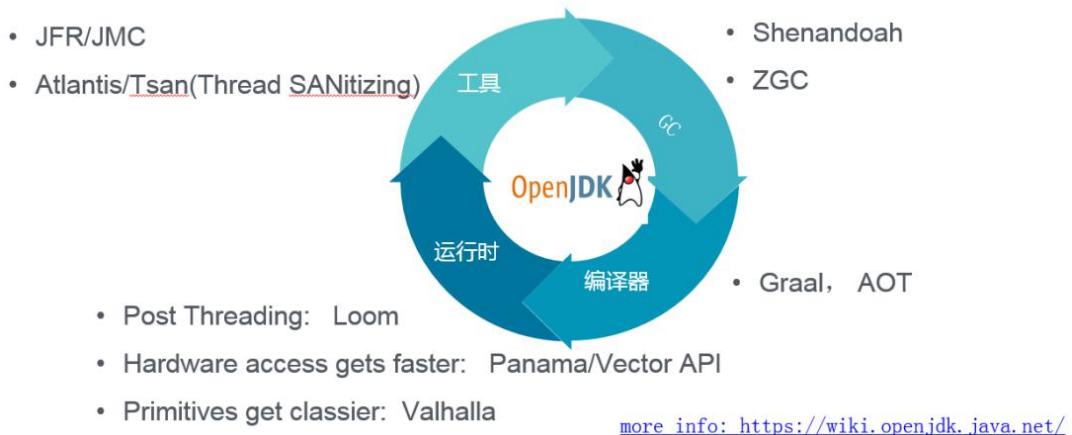 • JFR/JMC
• Atlantis/Tsan(Thread SANitizing)
工具
• Shenandoah
• ZGC
GC
OpenJDK
运行时
编译器
• Graal， AOT
• Post Threading: Loom
• Hardware access gets faster: Panama/Vector API
• Primitives get classier: Valhalla
more info: https://wiki.openjdk.java.net/